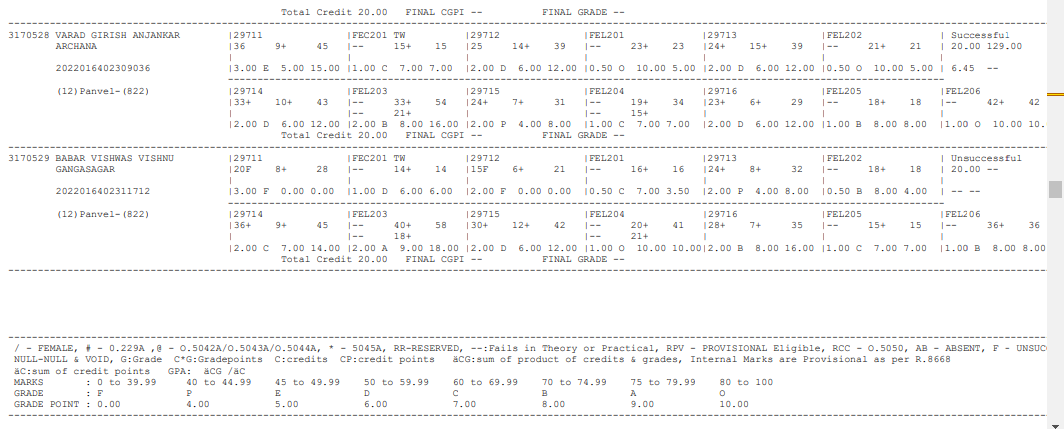 Total Credit 20.00 FINAL CGPI -- FINAL GRADE --
3170528 VARAD GIRISH ANJANKAR |29711 |FEC201 TW |29712 |FEL201 |29713 |FEL202 | Successful
ARCHANA |36 9+ 45 |-- 15+ 15 |25 14+ 39 |-- 23+ 23 |24+ 15+ 39 |-- 21+ 21 | 20.00 129.00
| | | | | | |
2022016402309036 |3.00 E 5.00 15.00 |1.00 C 7.00 7.00 |2.00 D 6.00 12.00 |0.50 O 10.00 5.00 |2.00 D 6.00 12.00 |0.50 O 10.00 5.00 | 6.45 --
(12)Panvel-(822) |29714 |FEL203 |29715 |FEL204 |29716 |FEL205 |FEL206
|33+ 10+ 43 |-- 33+ 54 |24+ 7+ 31 |-- 19+ 34 |23+ 6+ 29 |-- 18+ 18 |-- 42+ 42
| |-- 21+ | |-- 15+ | | |
|2.00 D 6.00 12.00 |2.00 B 8.00 16.00 |2.00 P 4.00 8.00 |1.00 C 7.00 7.00 |2.00 D 6.00 12.00 |1.00 B 8.00 8.00 |1.00 O 10.00 10.
Total Credit 20.00 FINAL CGPI -- FINAL GRADE --
3170529 BABAR VISHWAS VISHNU |29711 |FEC201 TW |29712 |FEL201 |29713 |FEL202 | Unsuccessful
GANGASAGAR |20F 8+ 28 |-- 14+ 14 |15F 6+ 21 |-- 16+ 16 |24+ 8+ 32 |-- 18+ 18 | 20.00 --
| | | | | | |
2022016402311712 |3.00 F 0.00 0.00 |1.00 D 6.00 6.00 |2.00 F 0.00 0.00 |0.50 C 7.00 3.50 |2.00 P 4.00 8.00 |0.50 B 8.00 4.00 | -- --
(12)Panvel-(822) |29714 |FEL203 |29715 |FEL204 |29716 |FEL205 |FEL206
|36+ 9+ 45 |-- 40+ 58 |30+ 12+ 42 |-- 20+ 41 |28+ 7+ 35 |-- 15+ 15 |-- 36+ 36
| |-- 18+ | |-- 21+ | | |
|2.00 C 7.00 14.00 |2.00 A 9.00 18.00 |2.00 D 6.00 12.00 |1.00 O 10.00 10.00|2.00 B 8.00 16.00 |1.00 C 7.00 7.00 |1.00 B 8.00 8.00
Total Credit 20.00 FINAL CGPI -- FINAL GRADE --
/ - FEMALE, # - 0.229A ,@ - O.5042A/O.5043A/O.5044A, * - 5045A, RR-RESERVED, --:Fails in Theory or Practical, RPV - PROVISIONAL Eligible, RCC - O.5050, AB - ABSENT, F - UNSUC
NULL-NULL & VOID, G:Grade C*G:Gradepoints C:credits CP:credit points äCG:sum of product of credits & grades, Internal Marks are Provisional as per R.8668
äC:sum of credit points GPA: äCG /äC
MARKS : 0 to 39.99 40 to 44.99 45 to 49.99 50 to 59.99 60 to 69.99 70 to 74.99 75 to 79.99 80 to 100
GRADE : F P E D C B A O
GRADE POINT : 0.00 4.00 5.00 6.00 7.00 8.00 9.00 10.00